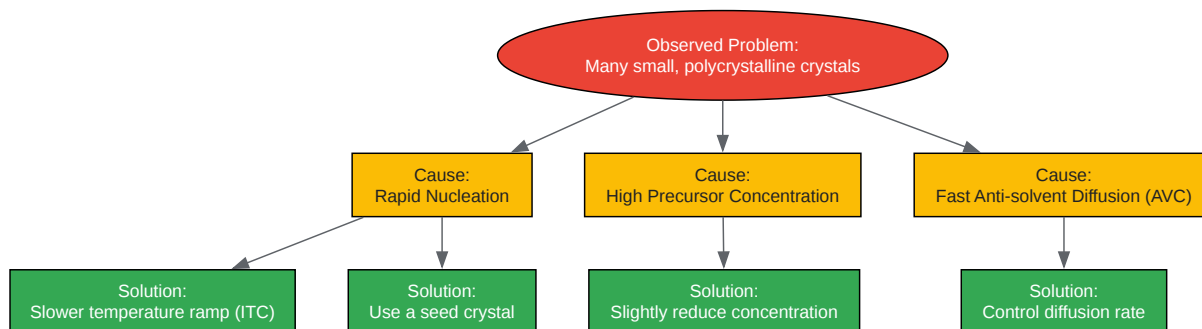 Observed Problem:
Many small, polycrystalline crystals
Cause:
Rapid Nucleation
Cause:
High Precursor Concentration
Cause:
Fast Anti-solvent Diffusion (AVC)
Solution:
Slower temperature ramp (ITC)
Solution:
Use a seed crystal
Solution:
Slightly reduce concentration
Solution:
Control diffusion rate